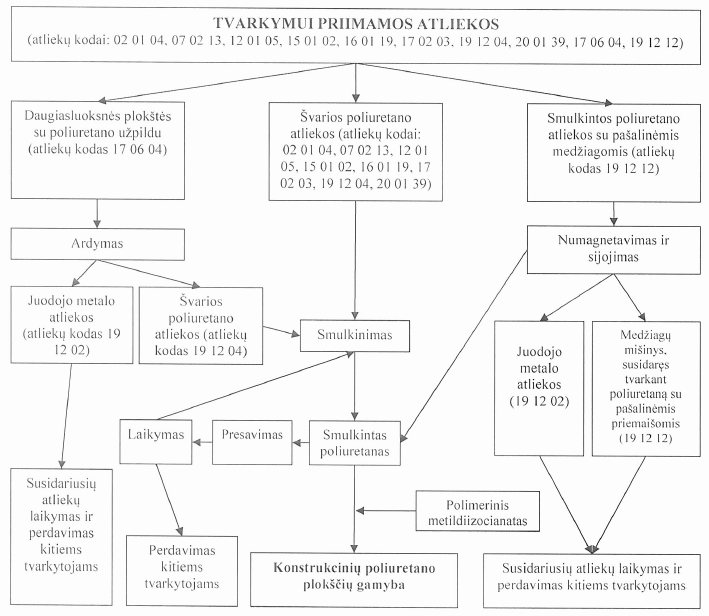 TVARKYMUI PRIIMAMOS ATLIEKOS
(atliekų kodai: 02 01 04, 07 02 13, 12 01 05, 15 01 02, 16 01 19, 17 02 03, 19 12 04, 20 01 39, 17 06 04, 19 12 12)
Daugiasluoksnės plokštės
su poliuretano užpildu
(atliekų kodas 17 06 04)
Švarios poliuretano
atliekos (atliekų kodai:
02 01 04, 07 02 13, 12 01
05, 15 01 02, 16 01 19, 17
02 03, 19 12 04, 20 01 39)
Smulkintos poliuretano
atliekos su pašalinėmis
medžiagomis (atliekų
kodas 19 12 12)
Ardymas
Numagnetavimas ir
sijojimas
Juodojo metalo
atliekos
(atliekų kodas 19
12 02)
Švarios
poliuretano
atliekos (atliekų
kodas 19 12 04)
Smulkinimas
Juodojo
metalo
atliekos
(19 12 02)
Medžiagų
mišinys,
susidaręs
tvarkant
poliuretaną su
pašalinėmis
priemaišomis
(19 12 12)
Laikymas
Presavimas
Smulkintas
poliuretanas
Susidariusių
atliekų
laikymas ir
perdavimas
kitiems
tvarkytojams
Polimerinis
metildiizocianatas
Perdavimas
kitiems
tvarkytojams
Konstrukcinių poliuretano
plokščių gamyba
Susidariusių atliekų laikymas ir
perdavimas kitiems tvarkytojams